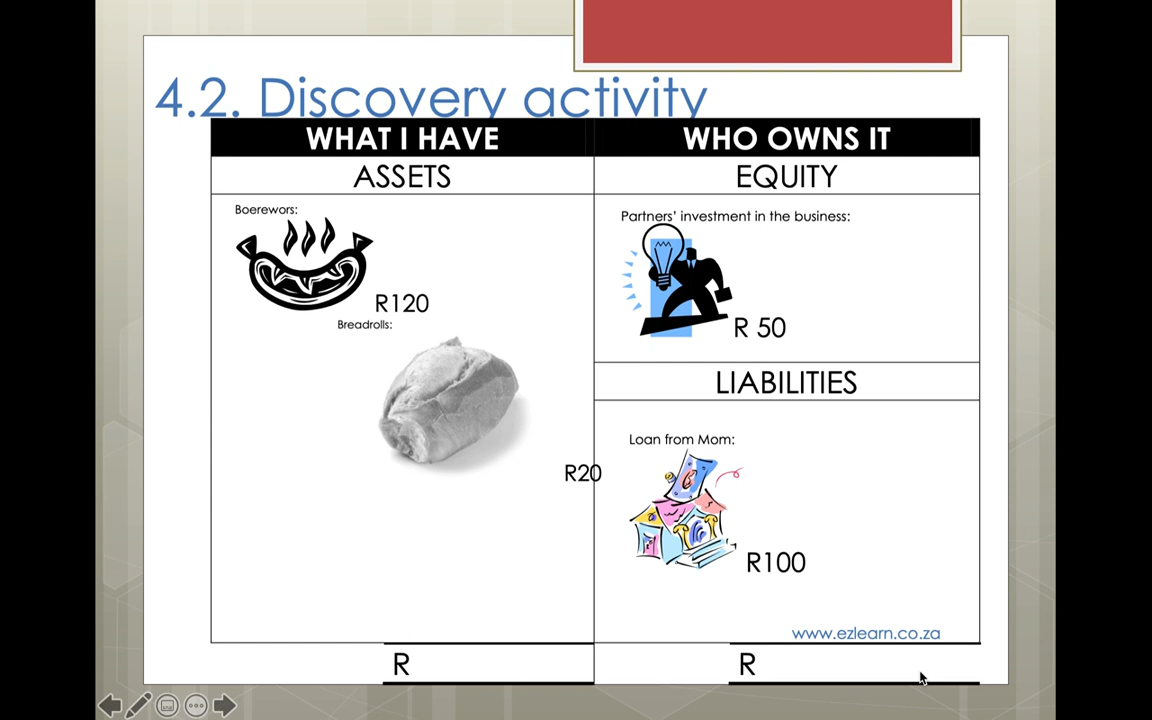 4.2. Discovery activity
WHAT I HAVE
WHO OWNS IT
ASSETS
EQUITY
Boerewors:
R120
Breadrolls:
R20
Partners' investment in the business:
R 50
LIABILITIES
Loan from Mom:
R100
www.ezlearn.co.za
R
R